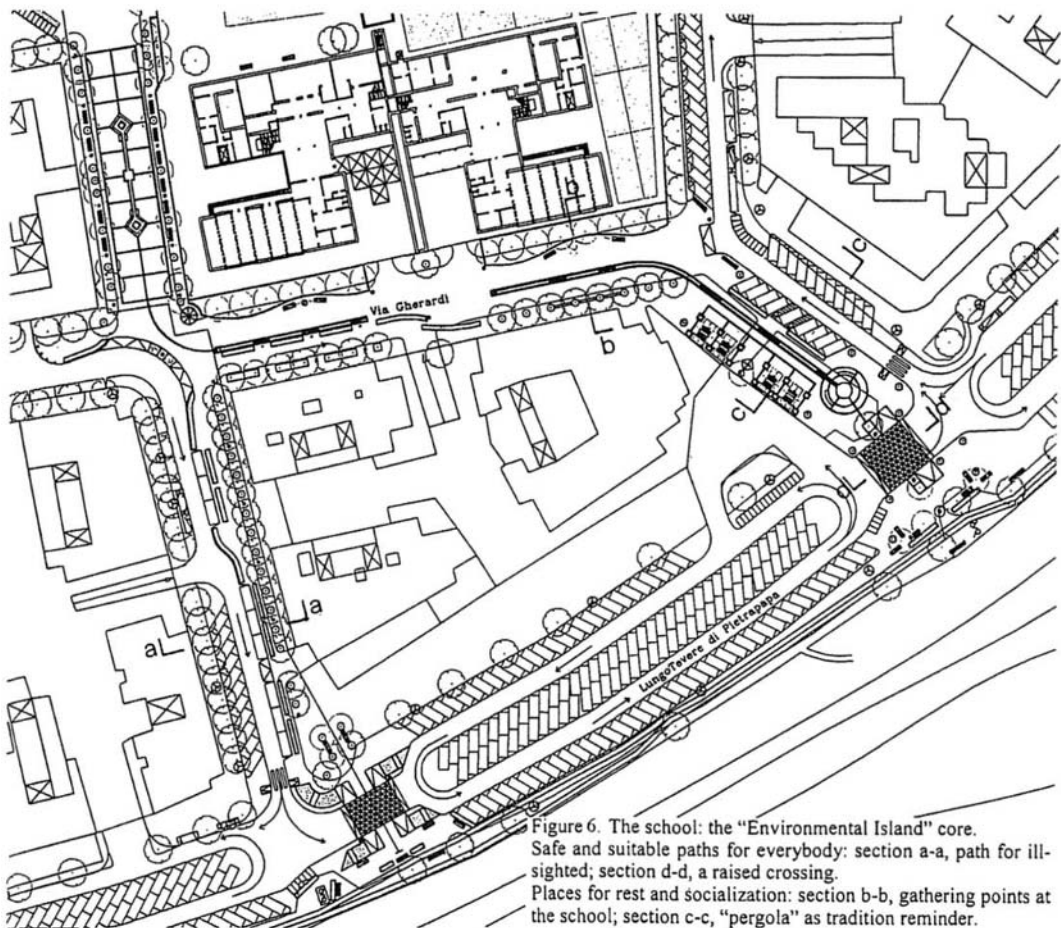 Via Gherardi
b
b
c
c
d
d
a
a
LungoTevere di Pietrapapa
Figure 6. The school: the “Environmental Island” core.
Safe and suitable paths for everybody: section a-a, path for ill-
sighted; section d-d, a raised crossing.
Places for rest and socialization: section b-b, gathering points at
the school; section c-c, “pergola” as tradition reminder.